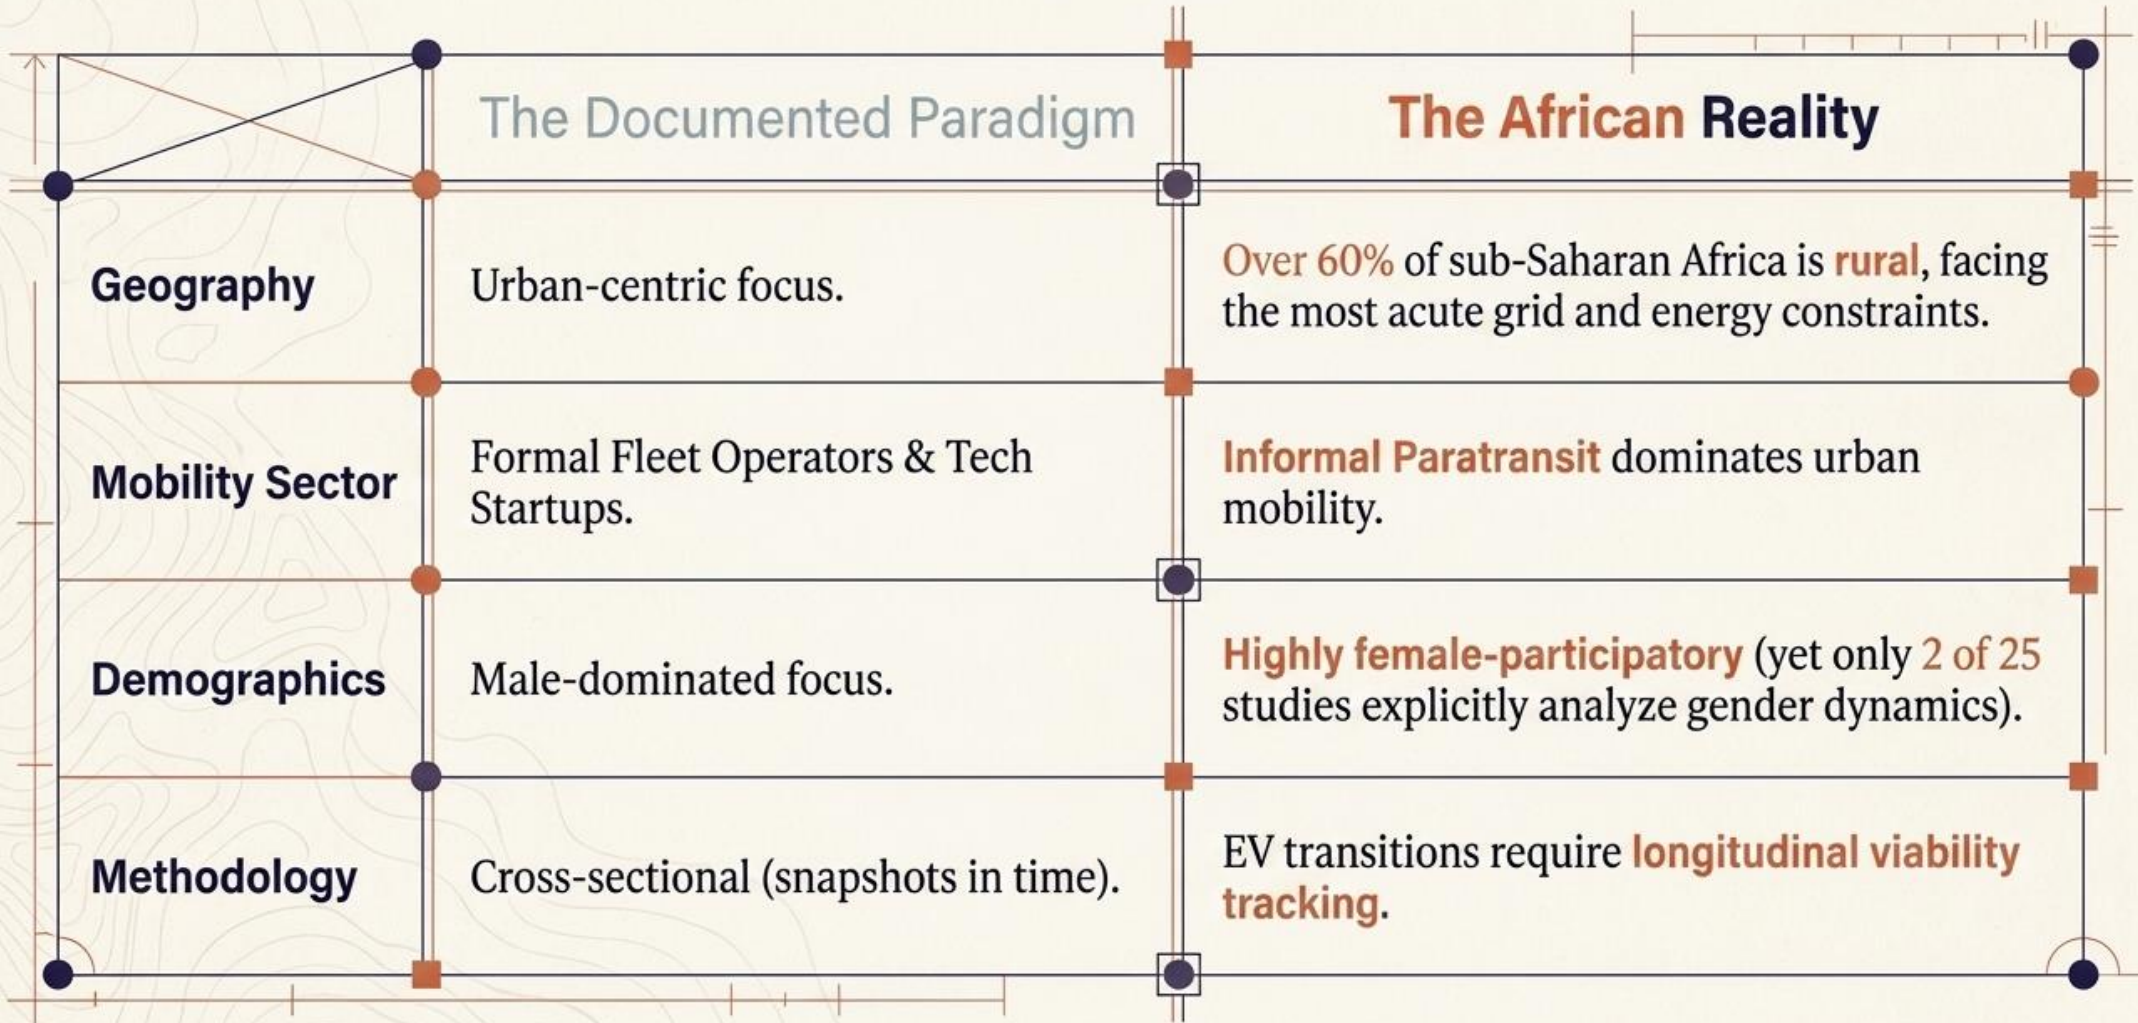 The Documented Paradigm
The African Reality
Geography
Urban-centric focus.
Over 60% of sub-Saharan Africa is rural, facing
the most acute grid and energy constraints.
Mobility Sector
Formal Fleet Operators & Tech
Startups.
Informal Paratransit dominates urban
mobility.
Demographics
Male-dominated focus.
Highly female-participatory (yet only 2 of 25
studies explicitly analyze gender dynamics).
Methodology
Cross-sectional (snapshots in time).
EV transitions require longitudinal viability
tracking.